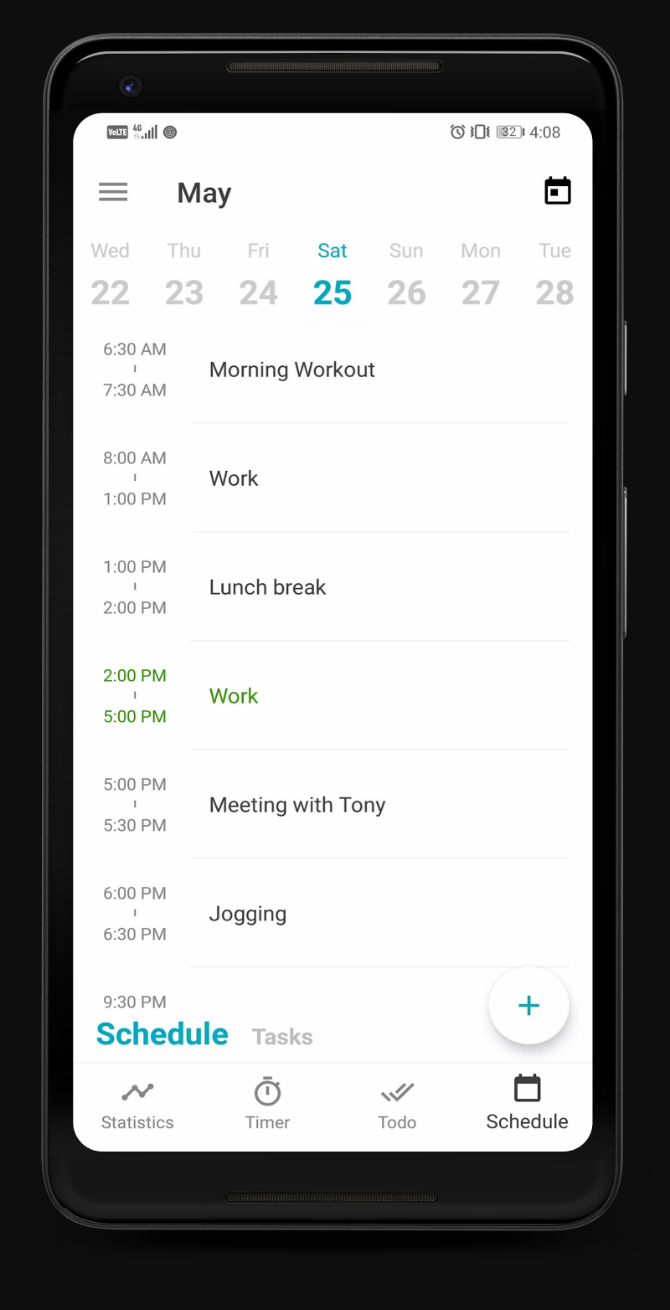 VoLTE 4G 32 4:08
May
Wed Thu Fri Sat Sun Mon Tue
22 23 24 25 26 27 28
6:30 AM
Morning Workout
7:30 AM
8:00 AM
Work
1:00 PM
1:00 PM
Lunch break
2:00 PM
2:00 PM
Work
5:00 PM
5:00 PM
Meeting with Tony
5:30 PM
6:00 PM
Jogging
6:30 PM
9:30 PM
Schedule Tasks
+
Statistics Timer Todo Schedule